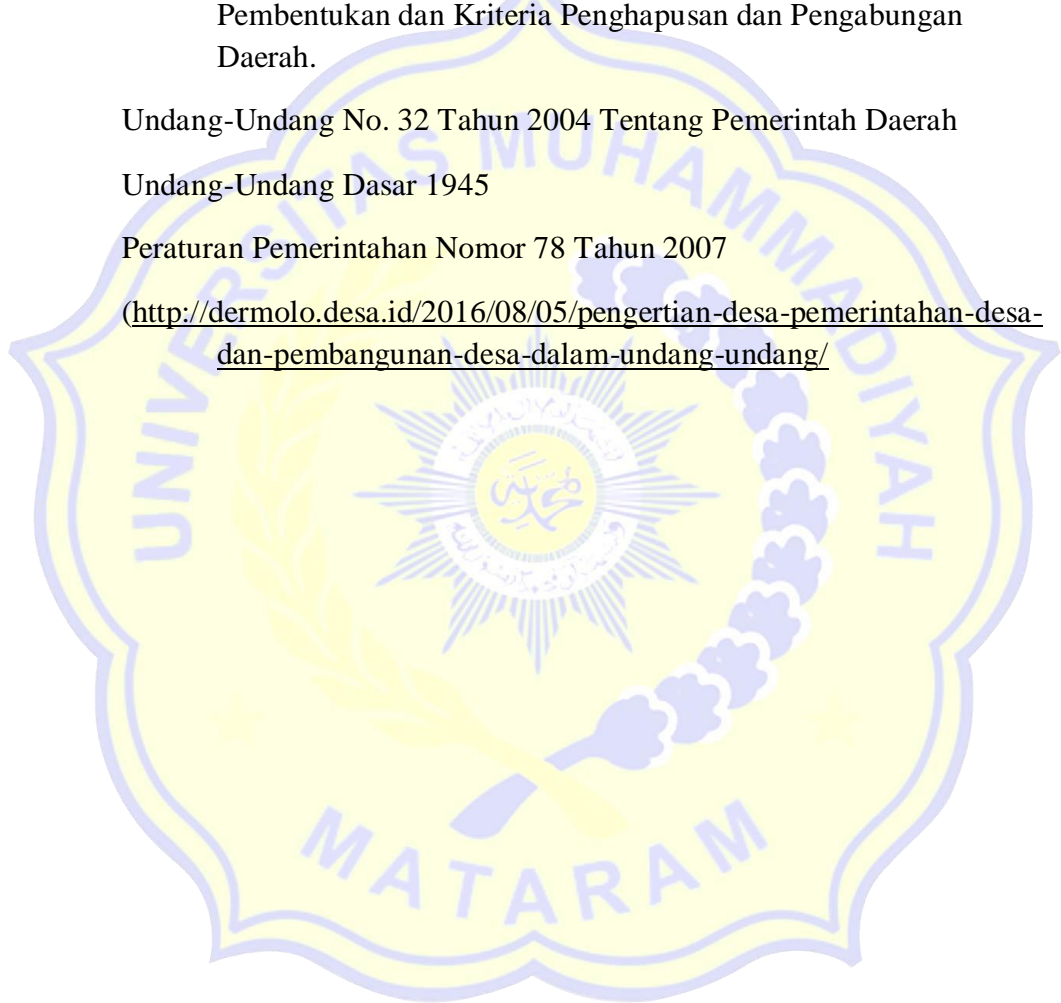 Pembentukan dan Kriteria Penghapusan dan Pengabungan
Daerah.
Undang-Undang No. 32 Tahun 2004 Tentang Pemerintah Daerah
Undang-Undang Dasar 1945
Peraturan Pemerintahan Nomor 78 Tahun 2007
(http://dermolo.desa.id/2016/08/05/pengertian-desa-pemerintahan-desa-
dan-pembangunan-desa-dalam-undang-undang/
UNIVERSITAS MUHAMMADIYAH
MATARAM